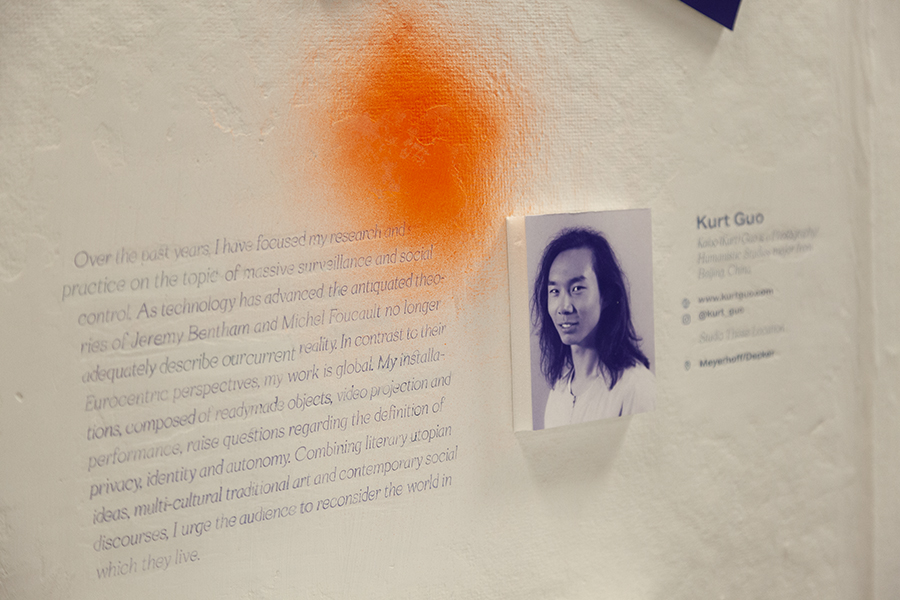 Over the past years, I have focused my research and
practice on the topic of massive surveillance and social
control. As technology has advanced the antiquated theo-
ries of Jeremy Bentham and Michel Foucault no longer
adequately describe our current reality. In contrast to their
Eurocentric perspectives, my work is global. My installa-
tions, composed of readymade objects, video projection and
performance, raise questions regarding the definition of
privacy, identity and autonomy. Combining literary utopian
ideas, multi-cultural traditional art and contemporary social
discourses, I urge the audience to reconsider the world in
which they live.
Kurt Guo
Beijing, China
www.kurtguo.com
@kurt_guo
Meyerhoff/Decker